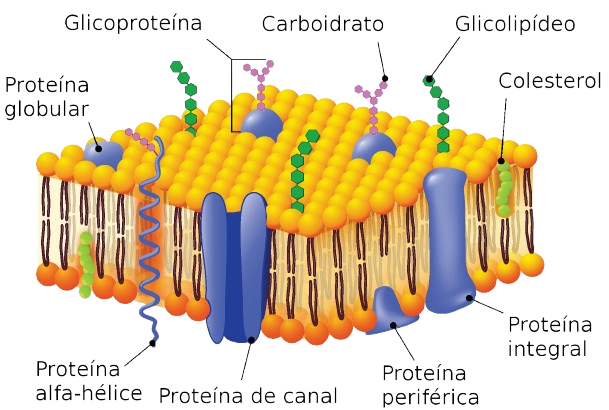 Glicoproteína
Carboidrato
Glicolipídeo
Proteína
globular
Colesterol
Proteína
integral
Proteína
alfa-hélice
Proteína de canal
Proteína
periférica